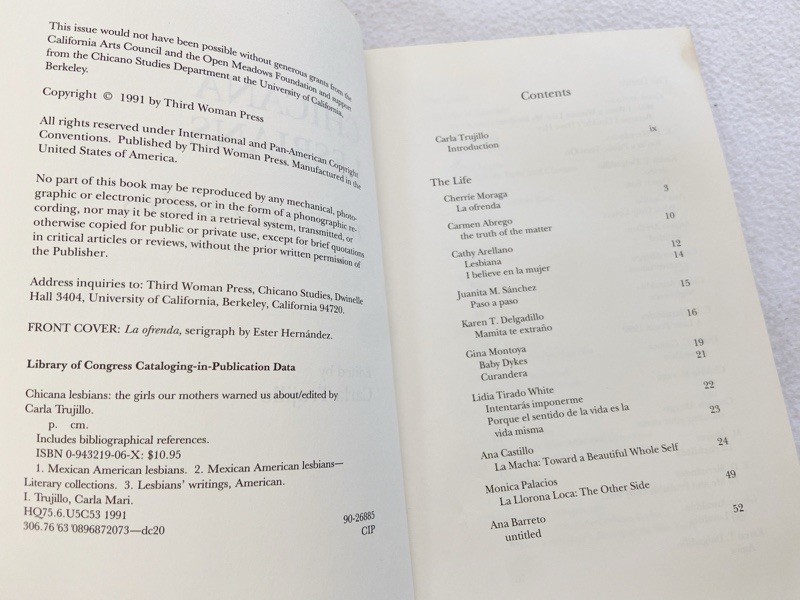 This issue would not have been possible without generous grants from the
California Arts Council and the Open Meadows Foundation and support
from the Chicano Studies Department at the University of California,
Berkeley.
Copyright © 1991 by Third Woman Press
All rights reserved under International and Pan-American Copyright
Conventions. Published by Third Woman Press. Manufactured in the
United States of America.
No part of this book may be reproduced by any mechanical, photo-
graphic or electronic process, or in the form of a phonographic re-
cording, nor may it be stored in a retrieval system, transmitted, or
otherwise copied for public or private use, except for brief quotations
in critical articles or reviews, without the prior written permission of
the Publisher.
Address inquiries to: Third Woman Press, Chicano Studies, Dwinelle
Hall 3404, University of California, Berkeley, California 94720.
FRONT COVER: La ofrenda, serigraph by Ester Hernández.
Library of Congress Cataloging-in-Publication Data
Chicana lesbians: the girls our mothers warned us about/edited by
Carla Trujillo.
p. cm.
Includes bibliographical references.
ISBN 0-943219-06-X: $10.95
1. Mexican American lesbians. 2. Mexican American lesbians—
Literary collections. 3. Lesbians' writings, American.
I. Trujillo, Carla Mari.
HQ75.6.U5C53 1991
306.76'63'0896872073—dc20
90-26885
CIP
Contents
Carla Trujillo
Introduction ix
The Life
Cherríe Moraga
La ofrenda 3
Carmen Abrego
the truth of the matter 10
Cathy Arellano
Lesbiana 12
I believe en la mujer 14
Juanita M. Sánchez
Paso a paso 15
Karen T. Delgadillo
Mamita te extraño 16
Gina Montoya
Baby Dykes 19
Curandera 21
Lidia Tirado White
Intentarás imponerme 22
Porque el sentido de la vida es la
vida misma 23
Ana Castillo
La Macha: Toward a Beautiful Whole Self 24
Monica Palacios
La Llorona Loca: The Other Side 49
Ana Barreto
untitled 52